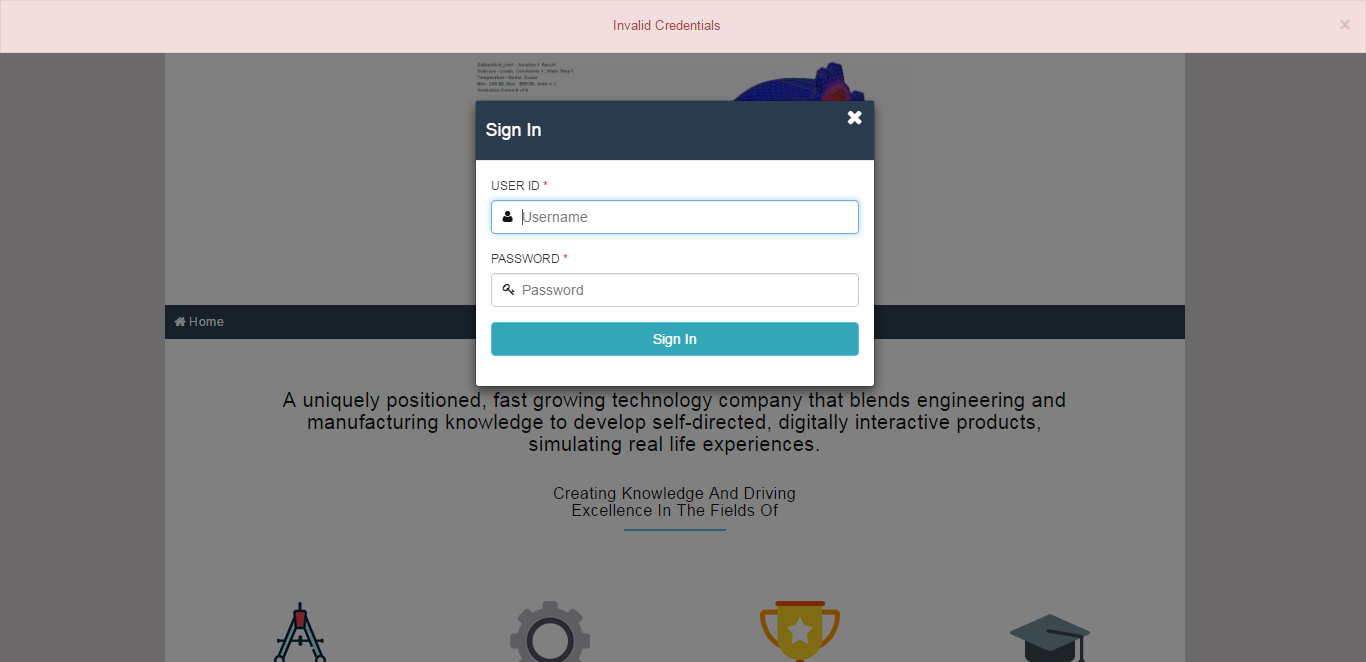 Invalid Credentials
×
Sign In
USER ID *
Username
PASSWORD *
Password
Sign In
Home
A uniquely positioned, fast growing technology company that blends engineering and
manufacturing knowledge to develop self-directed, digitally interactive products,
simulating real life experiences.
Creating Knowledge And Driving
Excellence In The Fields Of